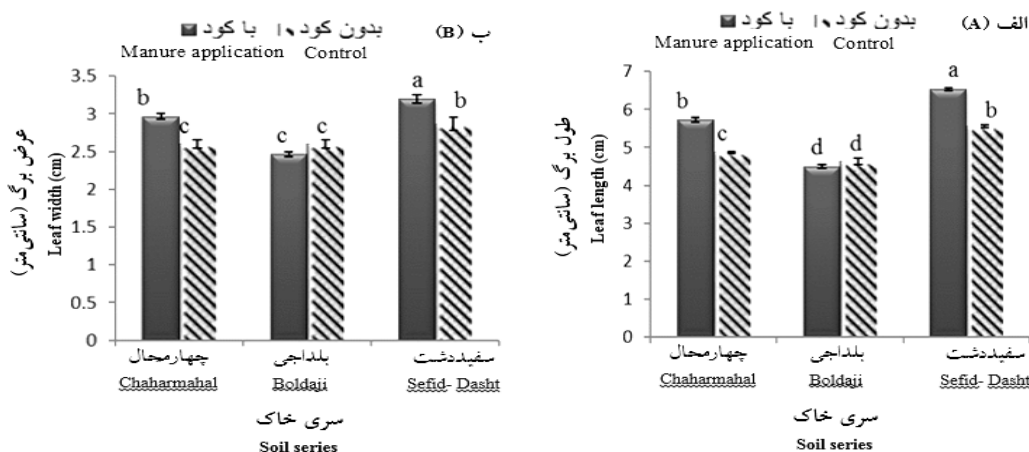 الف (A)
با کود بدون کود
Manure application Control
طول برگ (سانتی‌متر)
Leaf length (cm)
7
6
5
4
3
2
1
0
b
c
d
d
a
b
چهارمحال بلداجی سفیددشت
Chaharmahal Boldaji Sefid- Dasht
سری خاک
Soil series
ب (B)
با کود بدون کود
Manure application Control
عرض برگ (سانتی‌متر)
Leaf width (cm)
3.5
3
2.5
2
1.5
1
0.5
0
b
c
c
c
a
b
چهارمحال بلداجی سفیددشت
Chaharmahal Boldaji Sefid- Dasht
سری خاک
Soil series